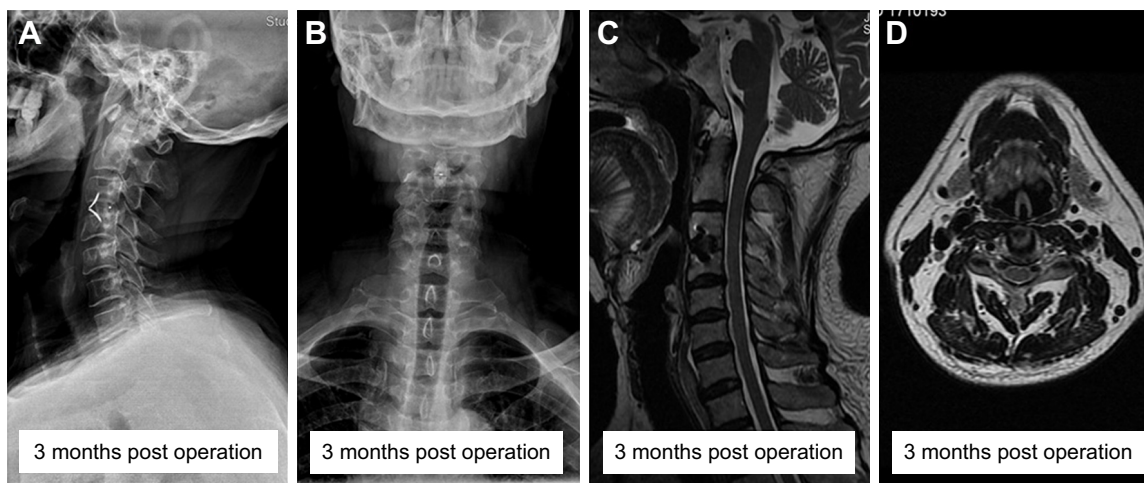 A
B
C
D
3 months post operation
3 months post operation
3 months post operation
3 months post operation